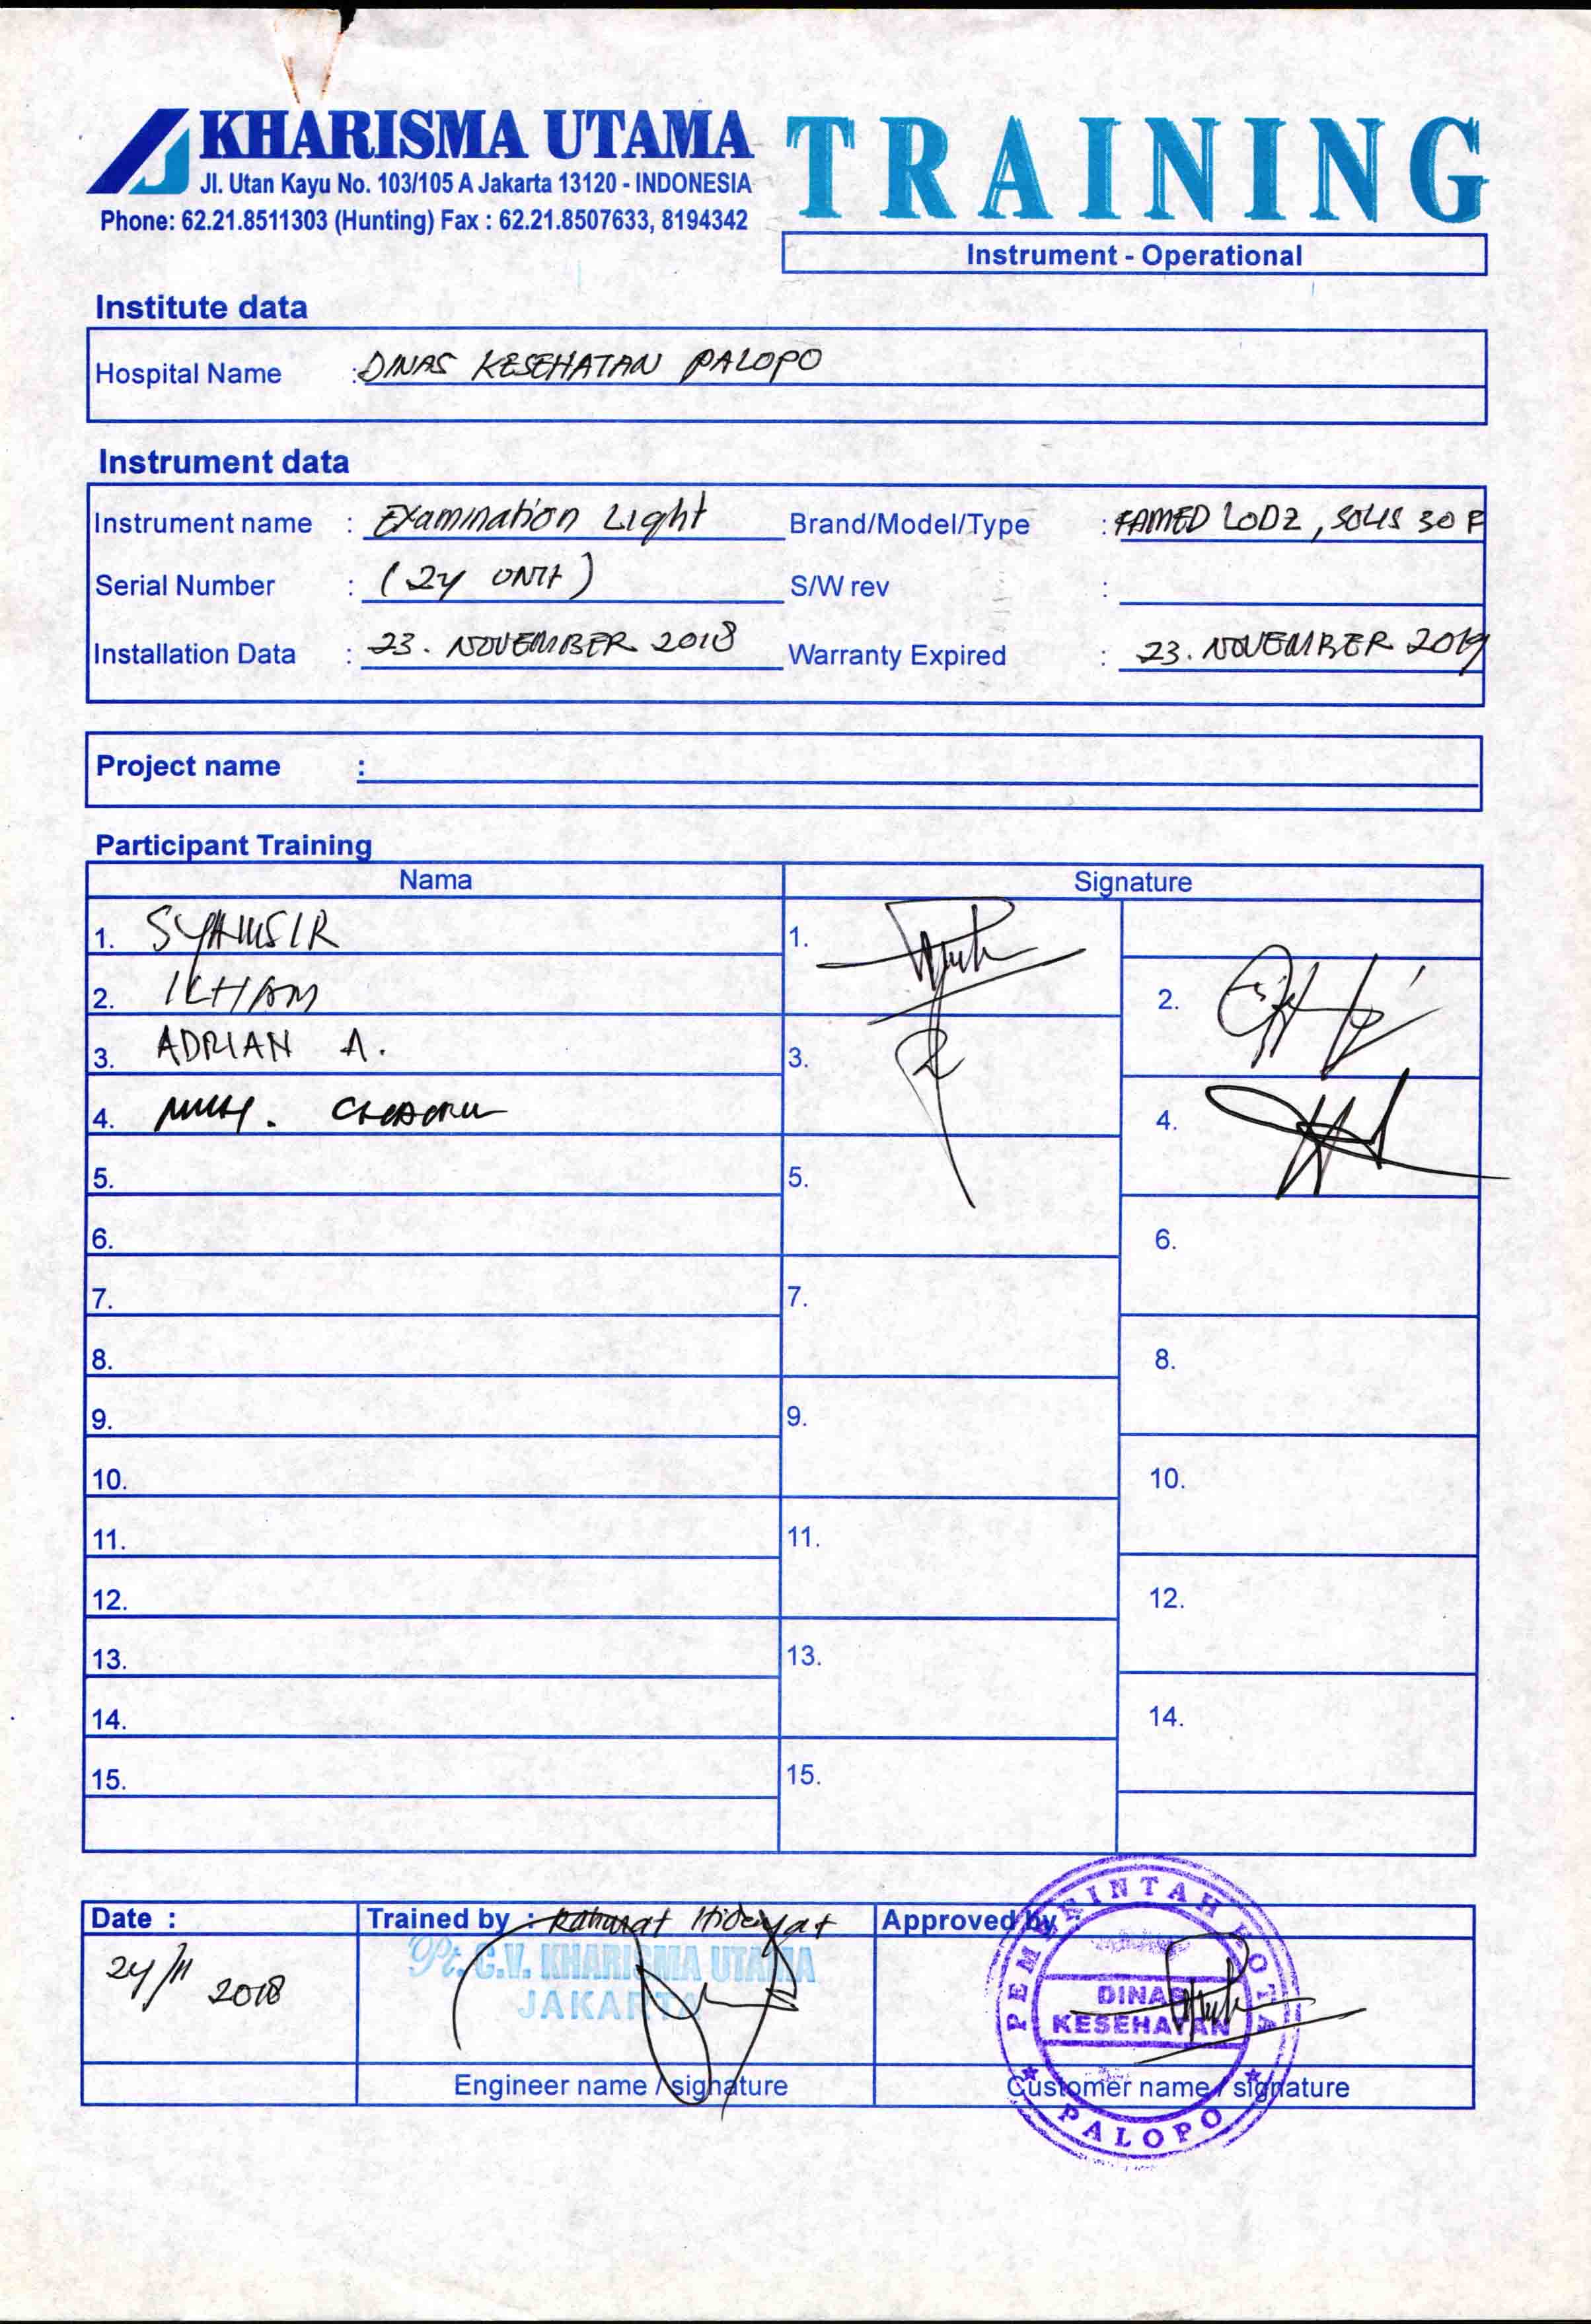 KHARISMA UTAMA
Jl. Utan Kayu No. 103/105 A Jakarta 13120 - INDONESIA
Phone: 62.21.8511303 (Hunting) Fax : 62.21.8507633, 8194342
TRAINING
Instrument - Operational
Institute data
Hospital Name : DINAS KESEHATAN PALOPO
Instrument data
Instrument name : Examination Light Brand/Model/Type : FAMED LODZ, SOLIS 30 F
Serial Number : (24 UNIT) S/W rev :
Installation Data : 23. NOVEMBER 2018 Warranty Expired : 23. NOVEMBER 2019
Project name :
Participant Training
Nama Signature
1. SYAMSIR 1.
2. ILHAM 2.
3. ADRIAN A. 3.
4. MUH. 4.
5. 5.
6. 6.
7. 7.
8. 8.
9. 9.
10. 10.
11. 11.
12. 12.
13. 13.
14. 14.
15. 15.
Date : Trained by : Rahmat Hidayat Approved by :
24/11 2018
Pt. C.V. KHARISMA UTAMA
JAKARTA
PEMERINTAH KOTA
DINAS
KESEHATAN
PALOPO
Engineer name / signature Customer name / signature